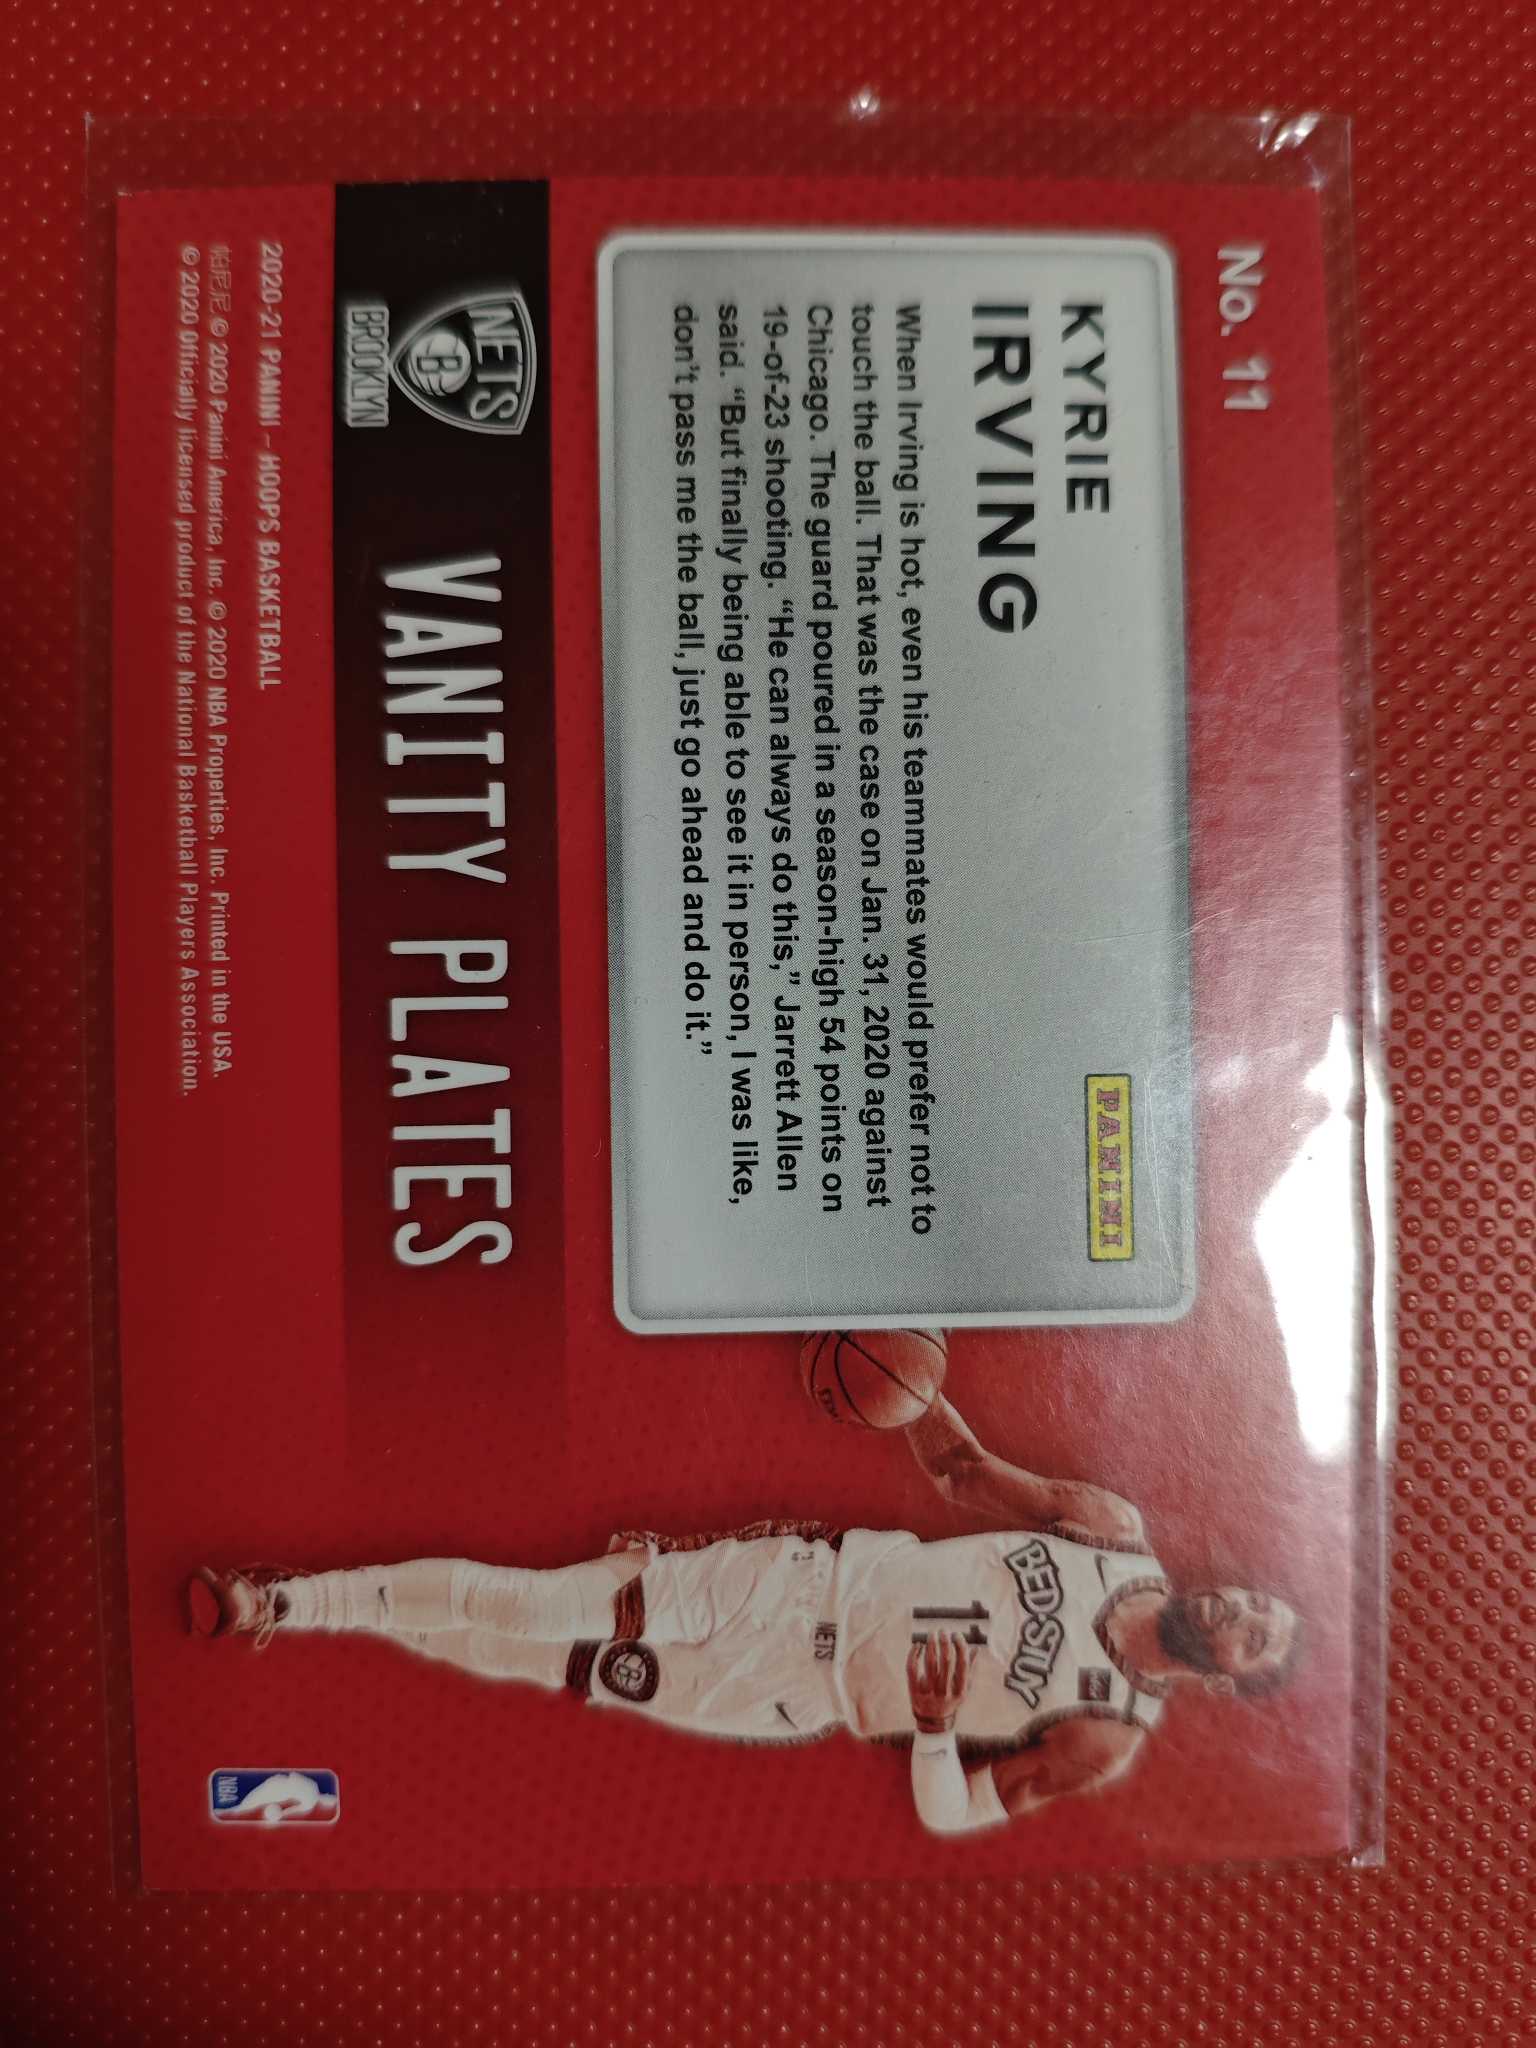 No. 11
KYRIE
IRVING
PANINI
When Irving is hot, even his teammates would prefer not to
touch the ball. That was the case on Jan. 31, 2020 against
Chicago. The guard poured in a season-high 54 points on
19-of-23 shooting. “He can always do this,” Jarrett Allen
said. “But finally being able to see it in person, I was like,
don’t pass me the ball, just go ahead and do it.”
BED-STUY
11
NETS
B
NETS
B
BROOKLYN
VANITY PLATES
2020-21 PANINI – HOOPS BASKETBALL
帕尼尼 © 2020 Panini America, Inc. © 2020 NBA Properties, Inc. Printed in the USA.
© 2020 Officially licensed product of the National Basketball Players Association.
NBA